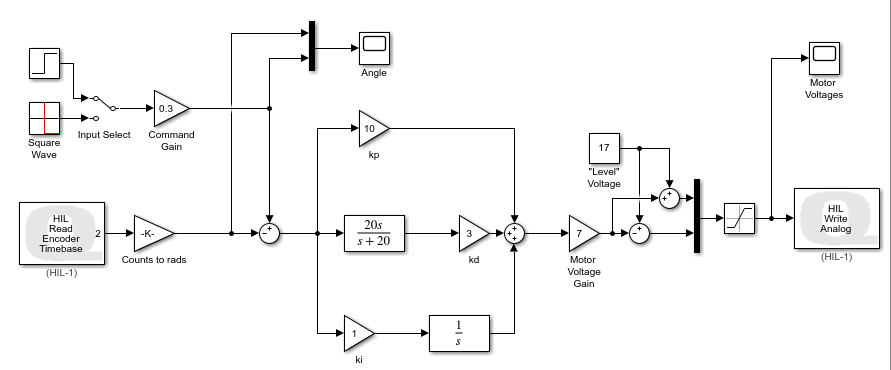 Angle
Motor
Voltages
Input Select
0.3
Command
Gain
Square
Wave
10
kp
17
"Level"
Voltage
+
+
HIL
Read
Encoder
Timebase
2
(HIL-1)
-K-
Counts to rads
+
−
20s
s + 20
3
kd
+
+
+
7
Motor
Voltage
Gain
+
−
HIL
Write
Analog
(HIL-1)
1
ki
1
s